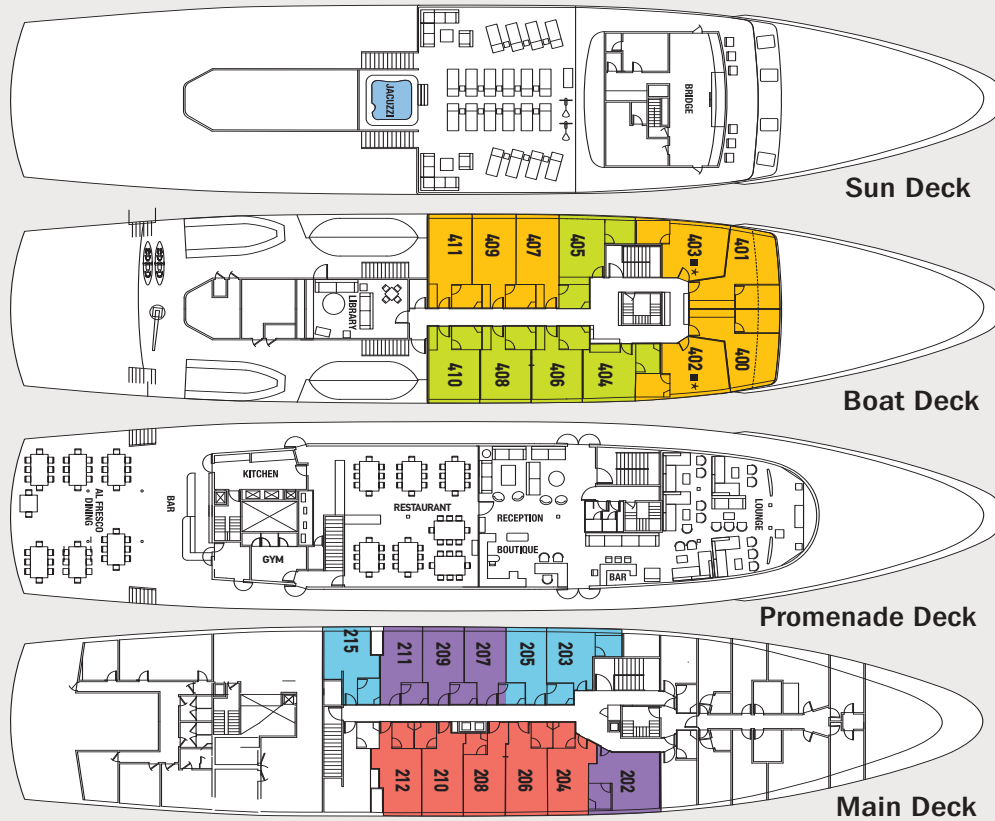 JACUZZI
BRIDGE
Sun Deck
411
409
407
405
403■★
401
LIBRARY
410
408
406
404
402■★
400
Boat Deck
KITCHEN
AL FRESCO
DINING
BAR
RESTAURANT
RECEPTION
LOUNGE
GYM
BOUTIQUE
BAR
Promenade Deck
215
211
209
207
205
203
212
210
208
206
204
202
Main Deck